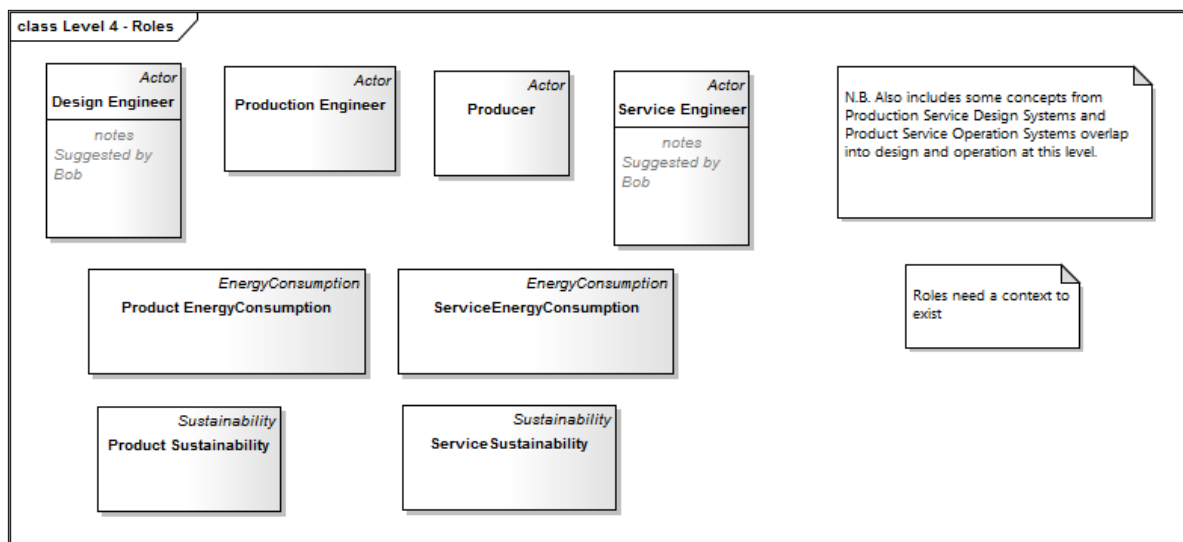 class Level 4 - Roles
Actor
Design Engineer
notes
Suggested by
Bob
Actor
Production Engineer
Actor
Producer
Actor
Service Engineer
notes
Suggested by
Bob
N.B. Also includes some concepts from
Production Service Design Systems and
Product Service Operation Systems overlap
into design and operation at this level.
EnergyConsumption
Product EnergyConsumption
EnergyConsumption
ServiceEnergyConsumption
Roles need a context to
exist
Sustainability
Product Sustainability
Sustainability
ServiceSustainability